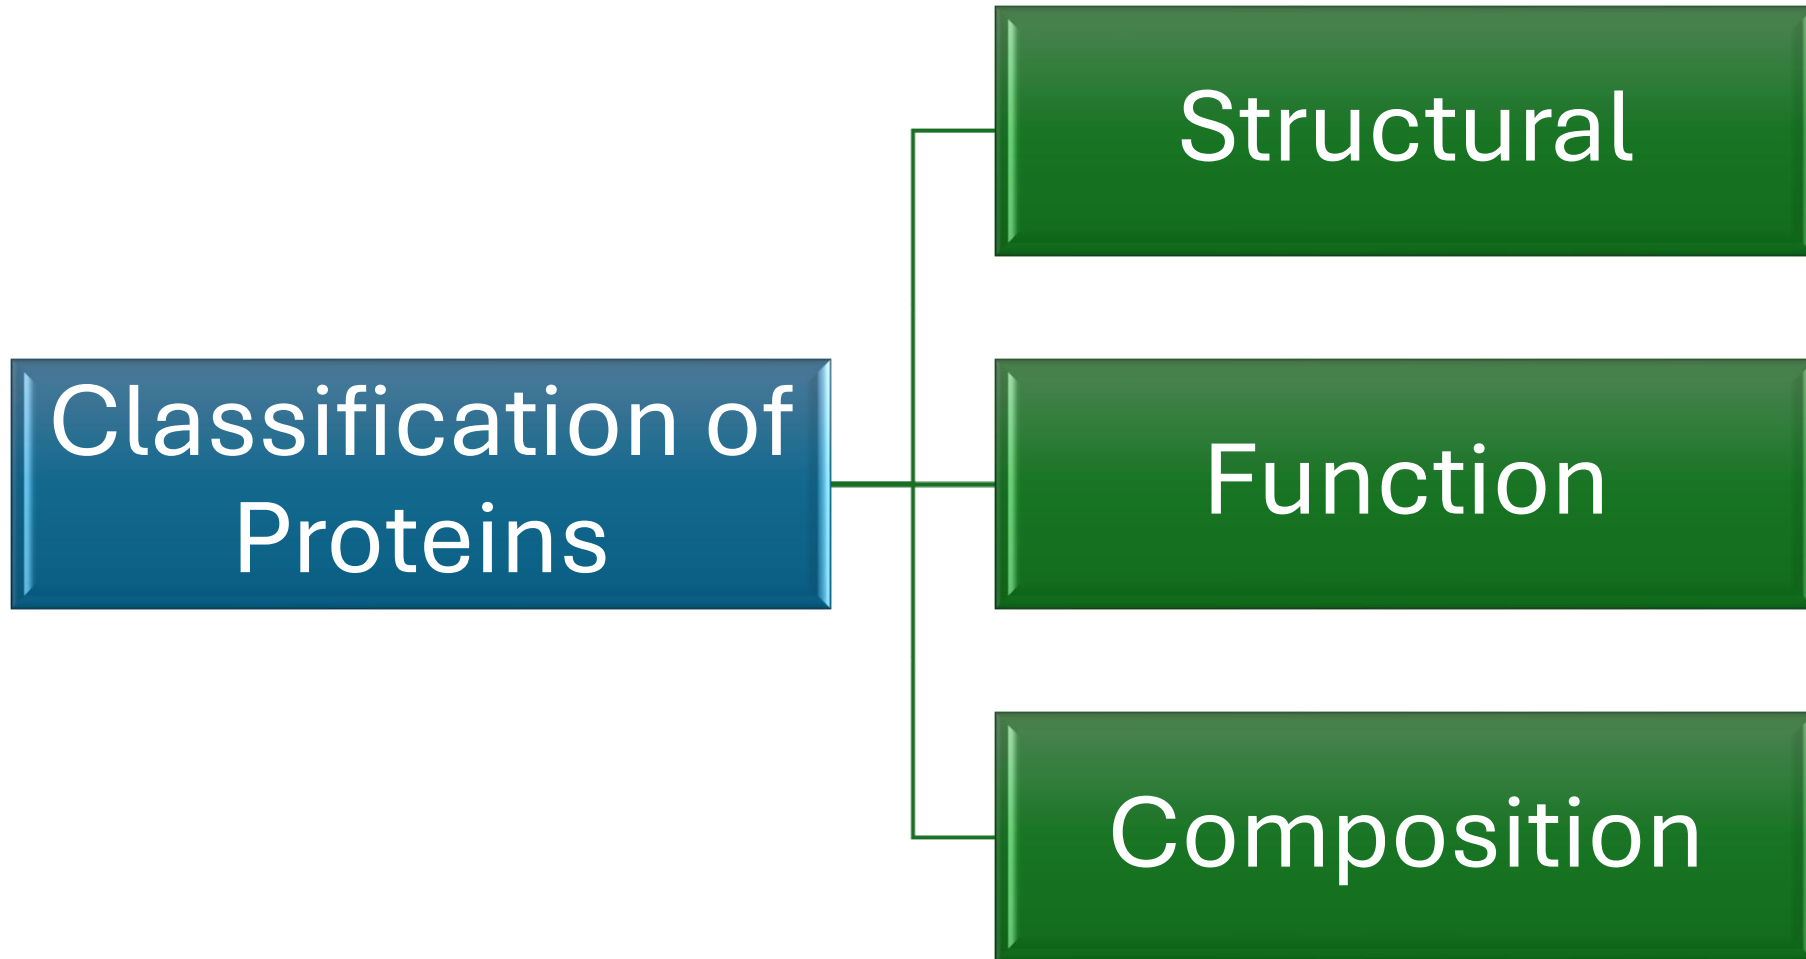 Structural
Classification of
Proteins
Function
Composition